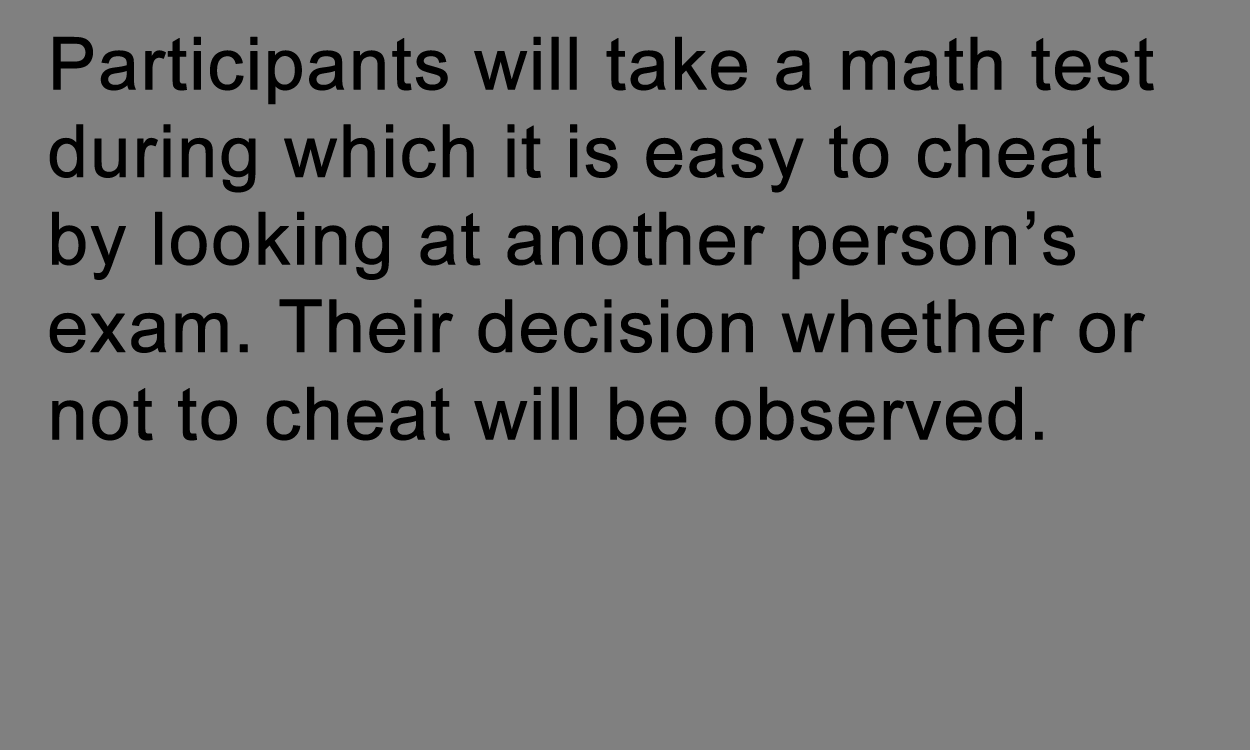 Participants will take a math test
during which it is easy to cheat
by looking at another person’s
exam. Their decision whether or
not to cheat will be observed.